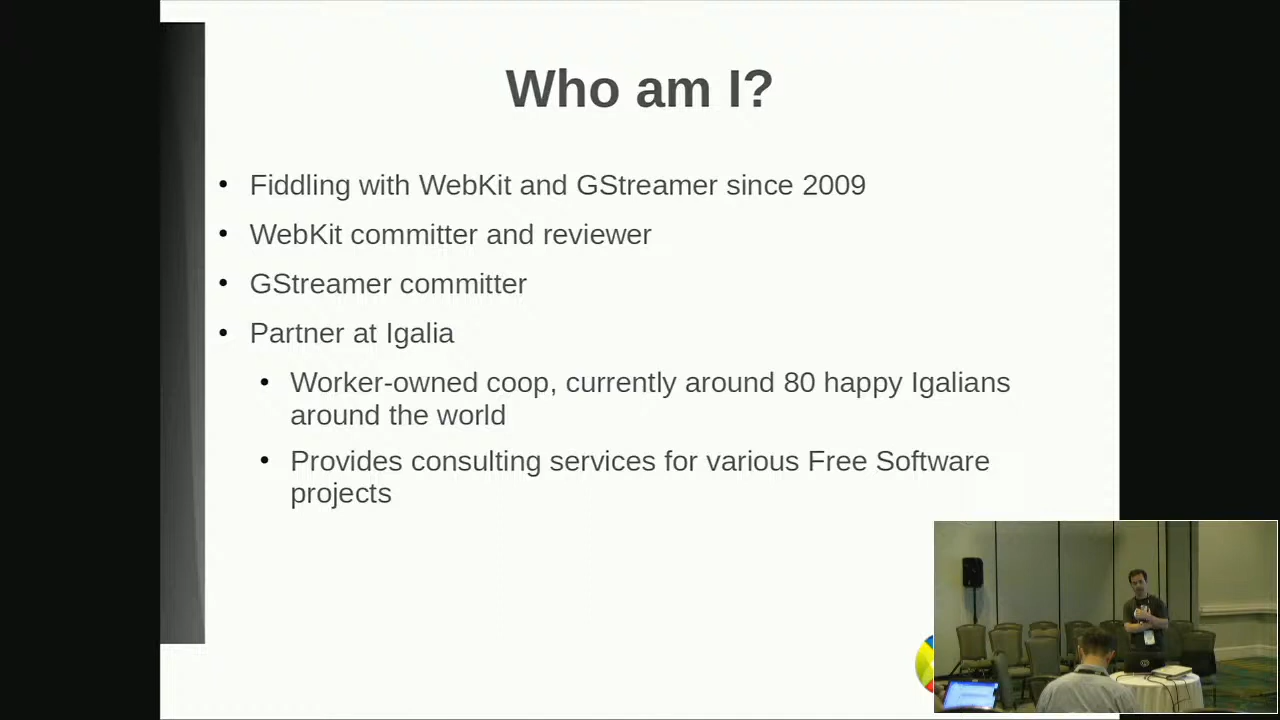 Who am I?
Fiddling with WebKit and GStreamer since 2009
WebKit committer and reviewer
GStreamer committer
Partner at Igalia
Worker-owned coop, currently around 80 happy Igalians
around the world
Provides consulting services for various Free Software
projects